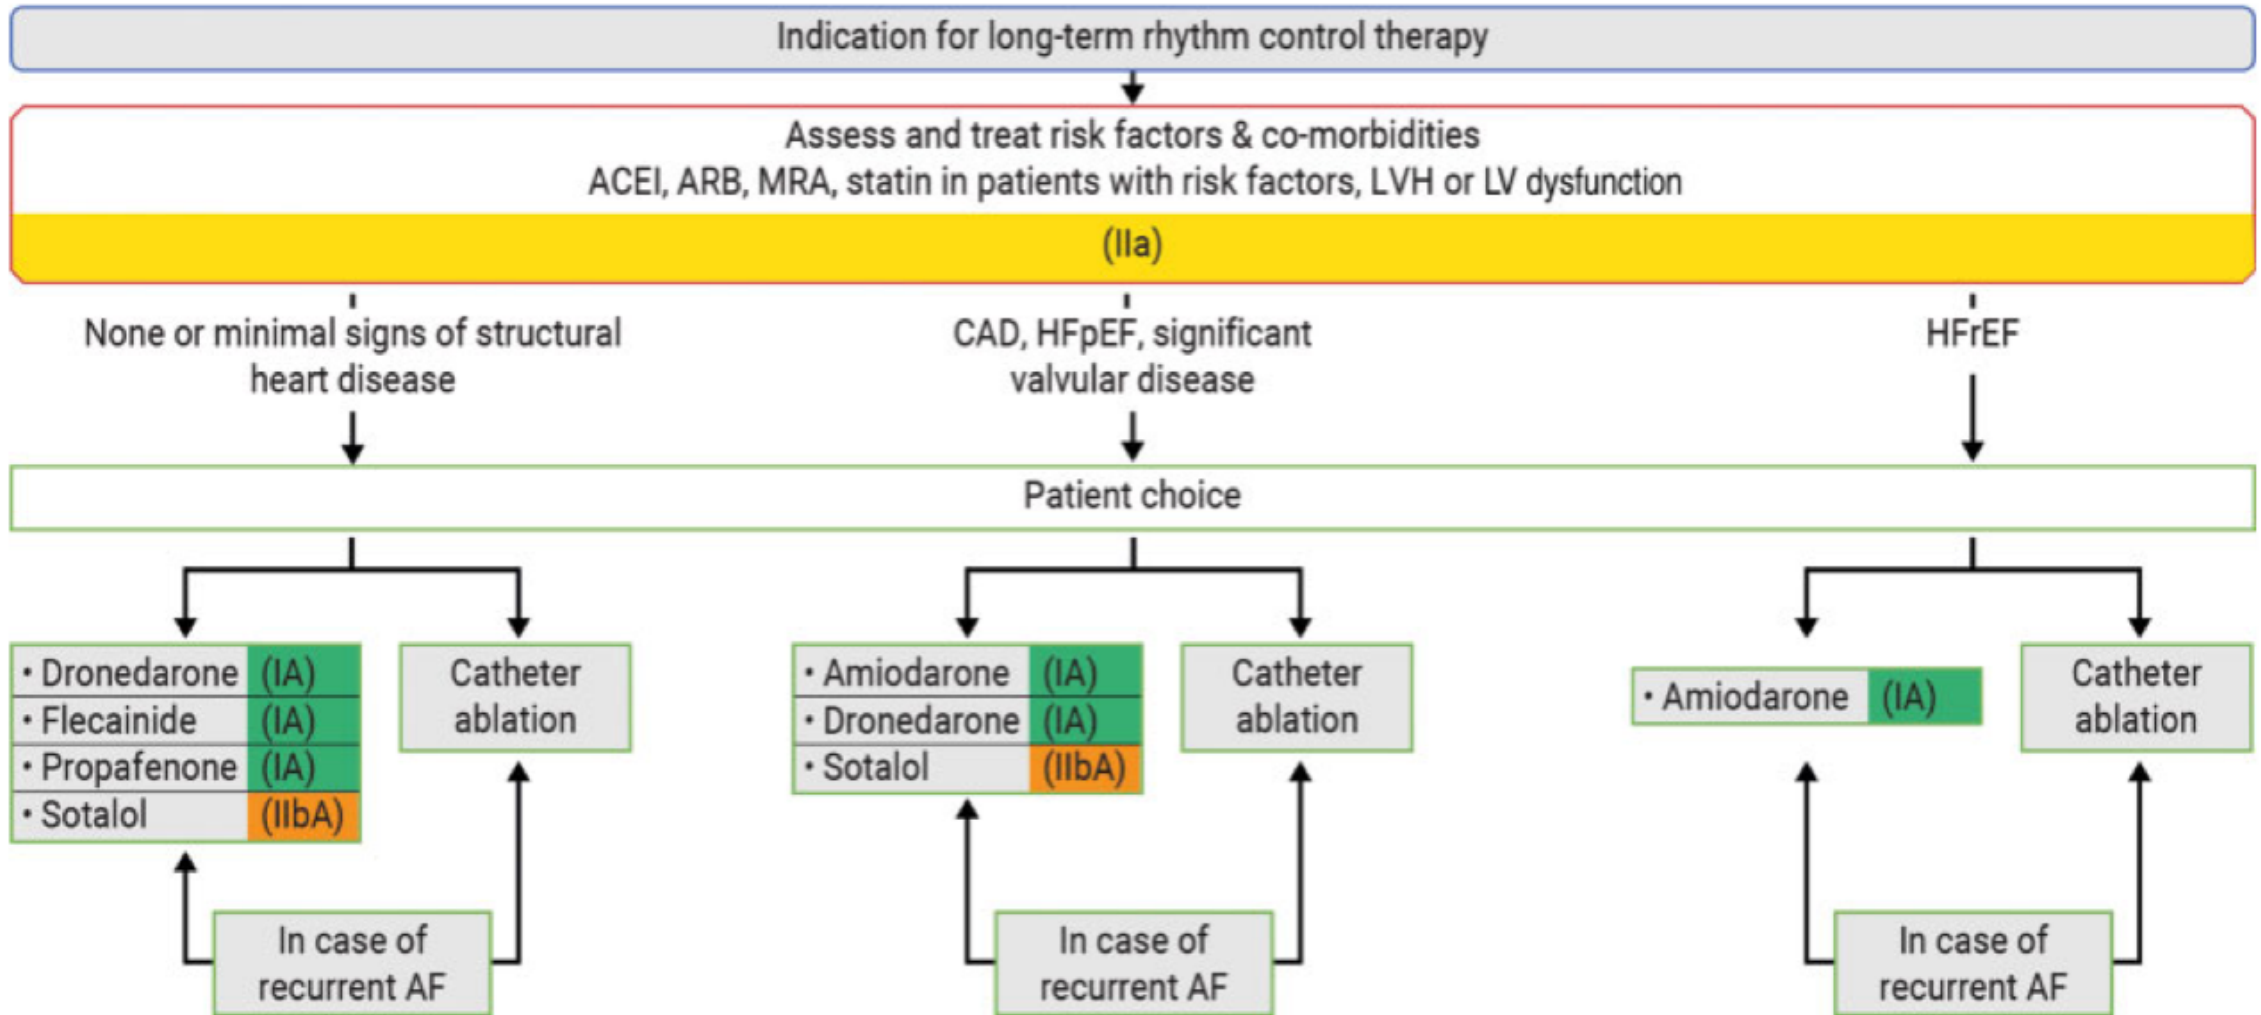 Indication for long-term rhythm control therapy
Assess and treat risk factors & co-morbidities
ACEI, ARB, MRA, statin in patients with risk factors, LVH or LV dysfunction
(IIa)
None or minimal signs of structural
heart disease
CAD, HFpEF, significant
valvular disease
HFrEF
Patient choice
· Dronedarone (IA)
· Flecainide (IA)
· Propafenone (IA)
· Sotalol (IIbA)
Catheter
ablation
· Amiodarone (IA)
· Dronedarone (IA)
· Sotalol (IIbA)
Catheter
ablation
· Amiodarone (IA)
Catheter
ablation
In case of
recurrent AF
In case of
recurrent AF
In case of
recurrent AF